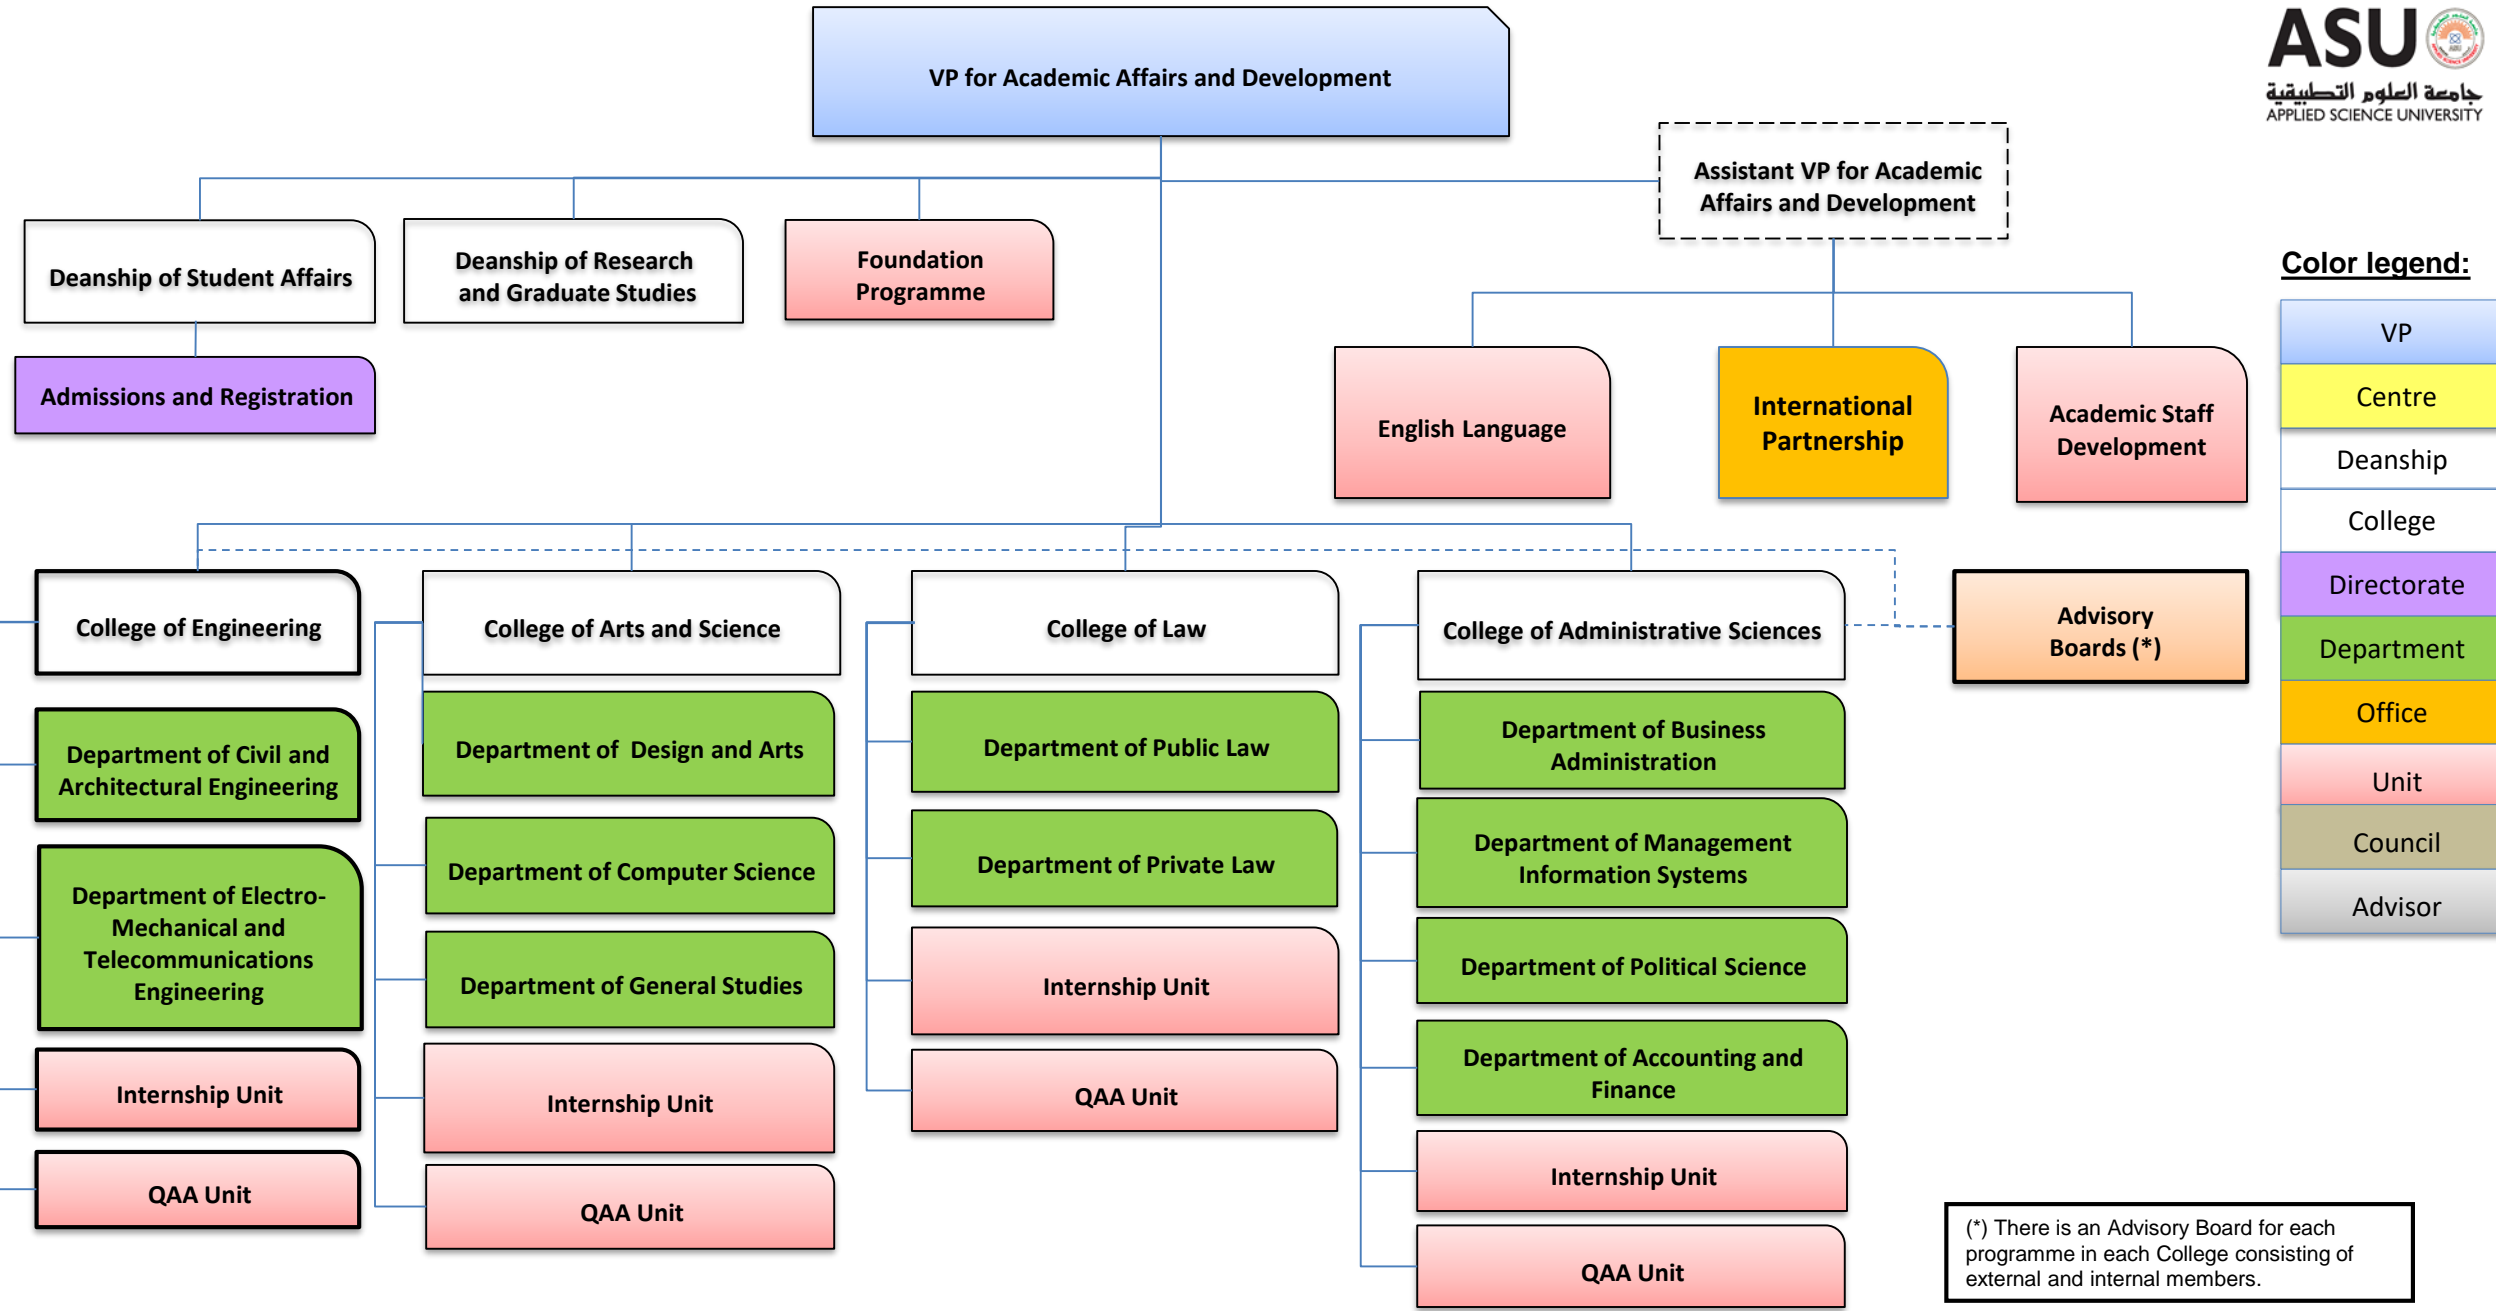 VP for Academic Affairs and Development
ASU
جامعة العلوم التطبيقية
APPLIED SCIENCE UNIVERSITY
Assistant VP for Academic
Affairs and Development
Deanship of Student Affairs
Deanship of Research
and Graduate Studies
Foundation
Programme
Admissions and Registration
English Language
International
Partnership
Academic Staff
Development
Color legend:
VP
Centre
Deanship
College
Directorate
Department
Office
Unit
Council
Advisor
College of Engineering
Department of Civil and
Architectural Engineering
Department of Electro-
Mechanical and
Telecommunications
Engineering
Internship Unit
QAA Unit
College of Arts and Science
Department of  Design and Arts
Department of Computer Science
Department of General Studies
Internship Unit
QAA Unit
College of Law
Department of Public Law
Department of Private Law
Internship Unit
QAA Unit
College of Administrative Sciences
Department of Business
Administration
Department of Management
Information Systems
Department of Political Science
Department of Accounting and
Finance
Internship Unit
QAA Unit
Advisory
Boards (*)
(*) There is an Advisory Board for each
programme in each College consisting of
external and internal members.